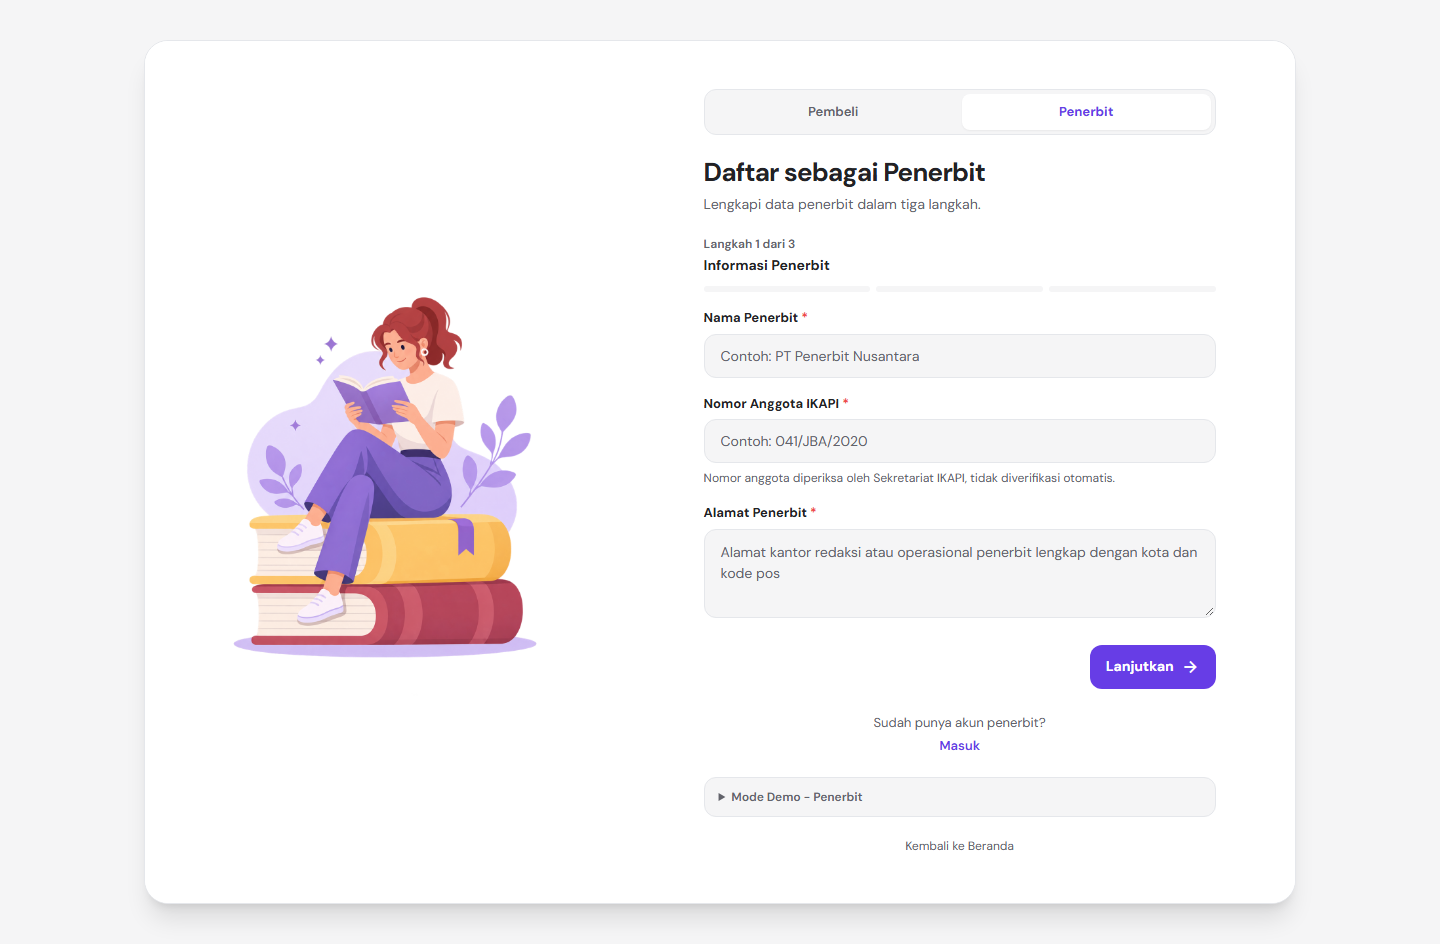 Pembeli
Penerbit
Daftar sebagai Penerbit
Lengkapi data penerbit dalam tiga langkah.
Langkah 1 dari 3
Informasi Penerbit
Nama Penerbit *
Contoh: PT Penerbit Nusantara
Nomor Anggota IKAPI *
Contoh: 041/JBA/2020
Nomor anggota diperiksa oleh Sekretariat IKAPI, tidak diverifikasi otomatis.
Alamat Penerbit *
Alamat kantor redaksi atau operasional penerbit lengkap dengan kota dan
kode pos
Lanjutkan →
Sudah punya akun penerbit?
Masuk
Mode Demo - Penerbit
Kembali ke Beranda